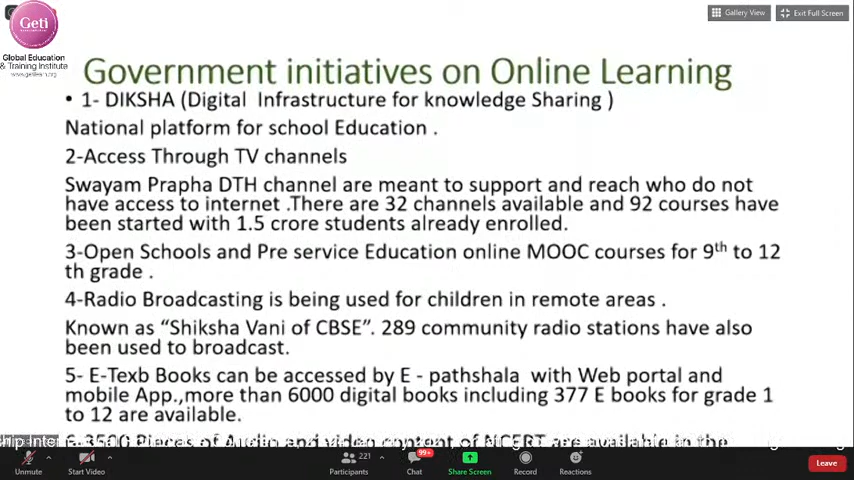 Geti
Global Education
& Training Institute
www.getilearn.org
Gallery View
Exit Full-Screen
Government initiatives on Online Learning
• 1- DIKSHA (Digital Infrastructure for knowledge Sharing )
National platform for school Education .
2-Access Through TV channels
Swayam Prapha DTH channel are meant to support and reach who do not
have access to internet .There are 32 channels available and 92 courses have
been started with 1.5 crore students already enrolled.
3-Open Schools and Pre service Education online MOOC courses for 9th to 12
th grade .
4-Radio Broadcasting is being used for children in remote areas .
Known as “Shiksha Vani of CBSE”. 289 community radio stations have also
been used to broadcast.
5- E-Texb Books can be accessed by E - pathshala with Web portal and
mobile App.,more than 6000 digital books including 377 E books for grade 1
to 12 are available.
Unmute
Start Video
221
Participants
99+
Chat
Share Screen
Record
Reactions
Leave